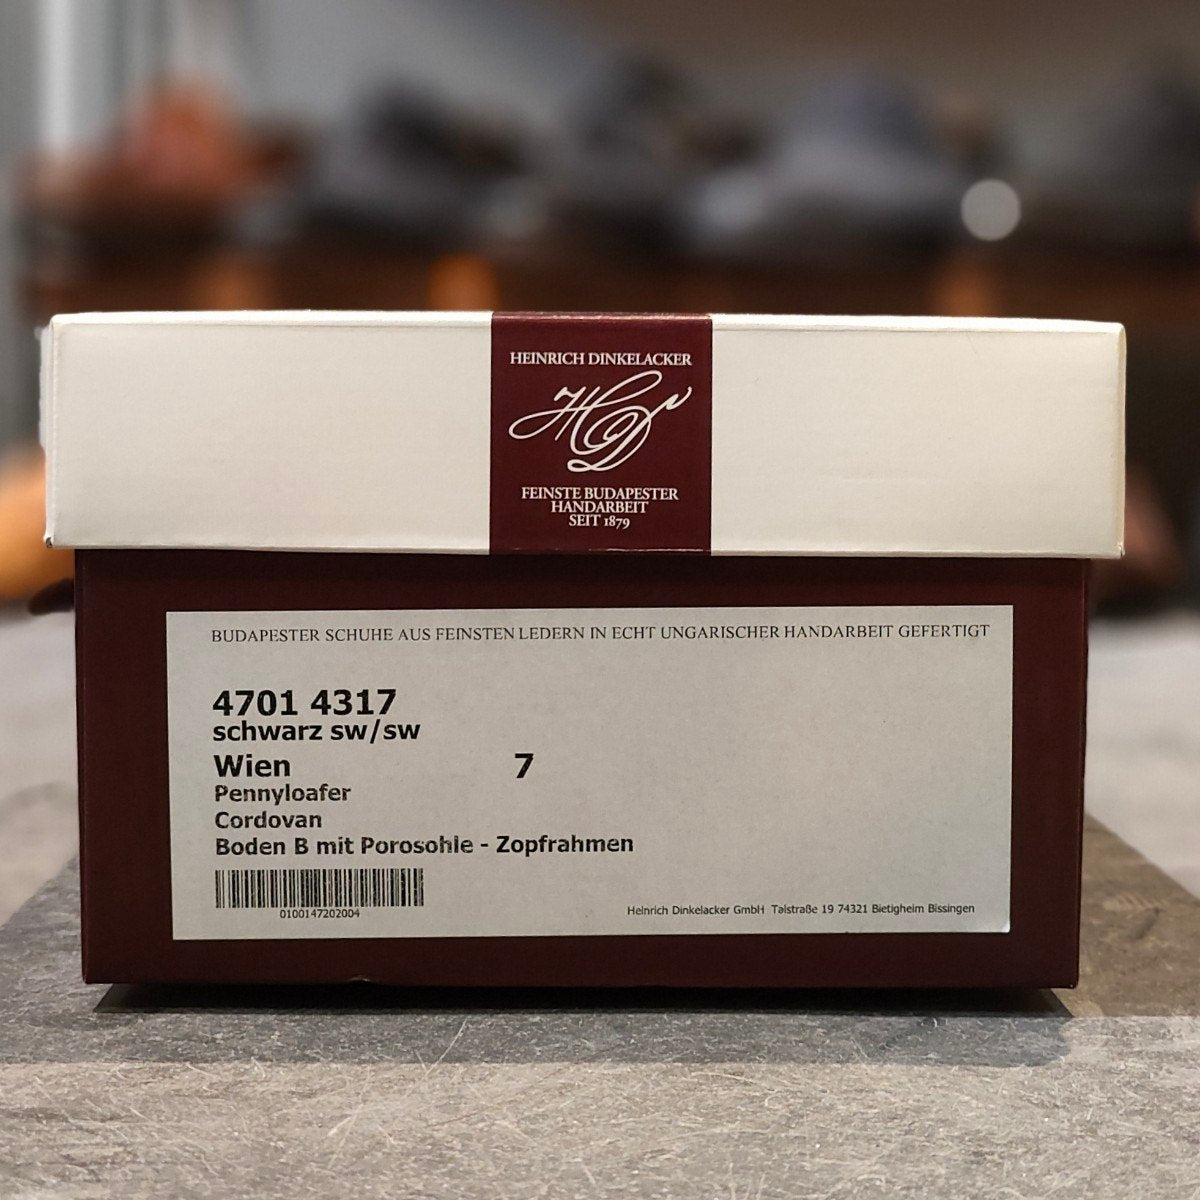 HEINRICH DINKELACKER
HD
FEINSTE BUDAPESTER
HANDARBEIT
SEIT 1879
BUDAPESTER SCHUHE AUS FEINSTEN LEDERN IN ECHT UNGARISCHER HANDARBEIT GEFERTIGT
4701 4317
schwarz sw/sw
Wien 7
Pennyloafer
Cordovan
Boden B mit Porosohle - Zopfrahmen
0100147202004
Heinrich Dinkelacker GmbH Talstraße 19 74321 Bietigheim Bissingen